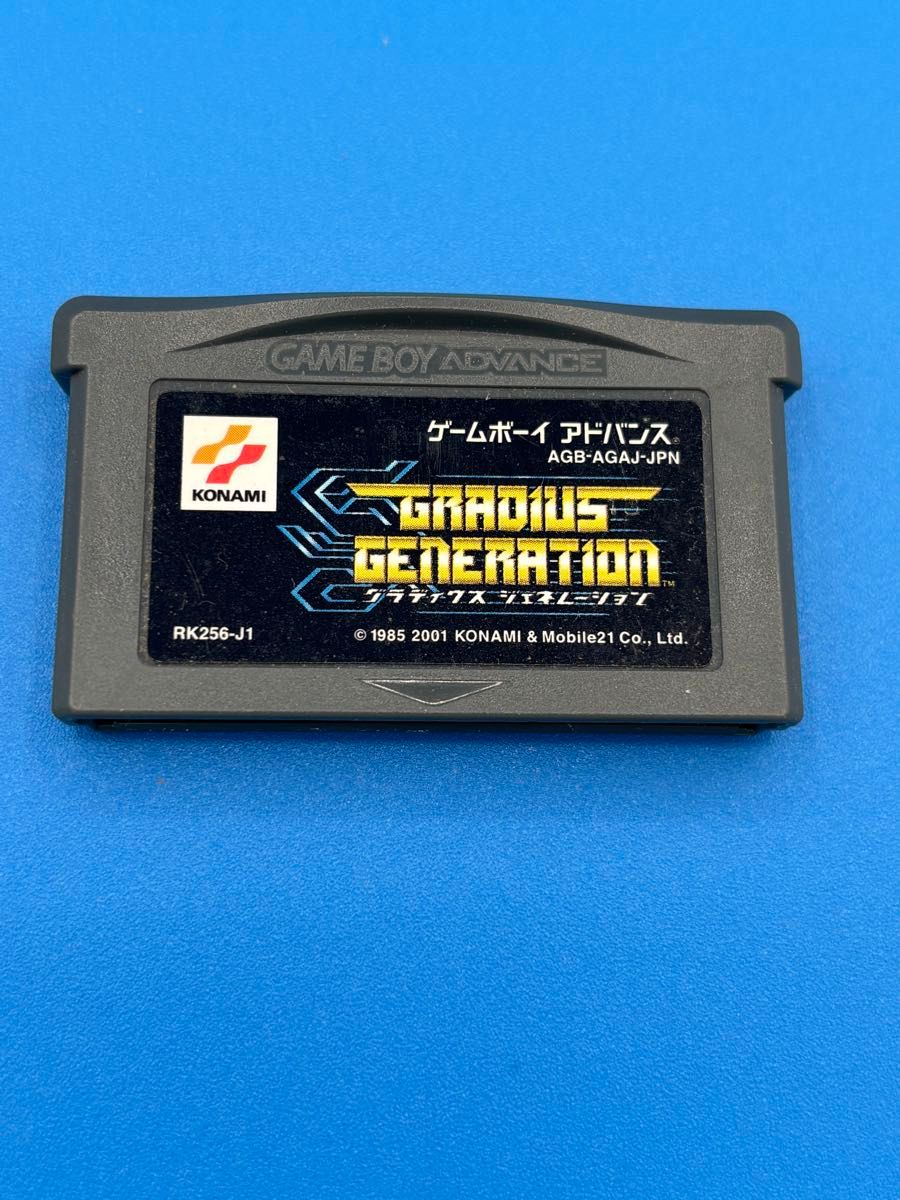 GAME BOY ADVANCE
KONAMI
ゲームボーイ アドバンス®
AGB-AGAJ-JPN
GRADIUS
GENERATION™
グラディウス ジェネレーション
RK256-J1
© 1985 2001 KONAMI & Mobile21 Co., Ltd.